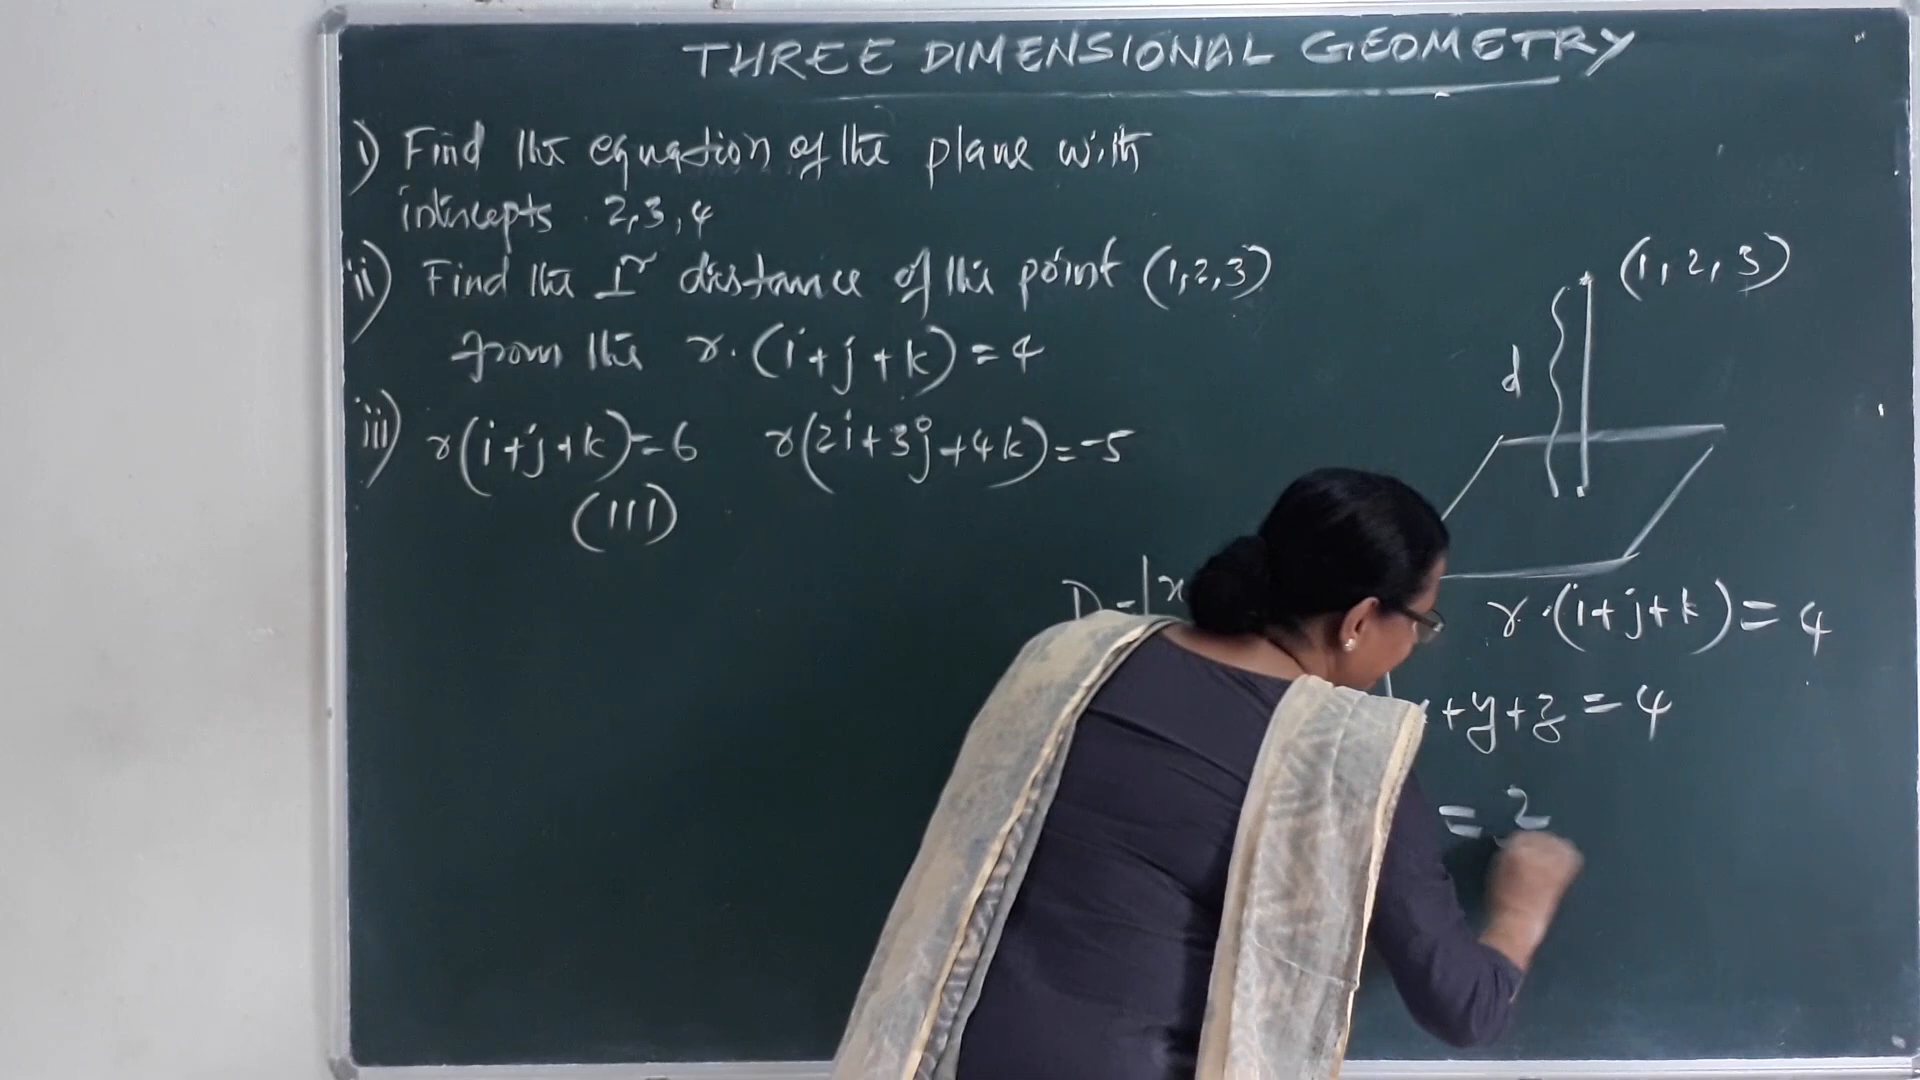 THREE DIMENSIONAL GEOMETRY
i) Find the equation of the plane with
intercepts 2,3,4
ii) Find the ⊥r distance of the point (1,2,3)
from the r.(i+j+k)=4
iii) r(i+j+k)=6 r(2i+3j+4k)=-5
(111)
(1,2,3)
d
r.(i+j+k)=4
D=|x
+y+z=4
=2